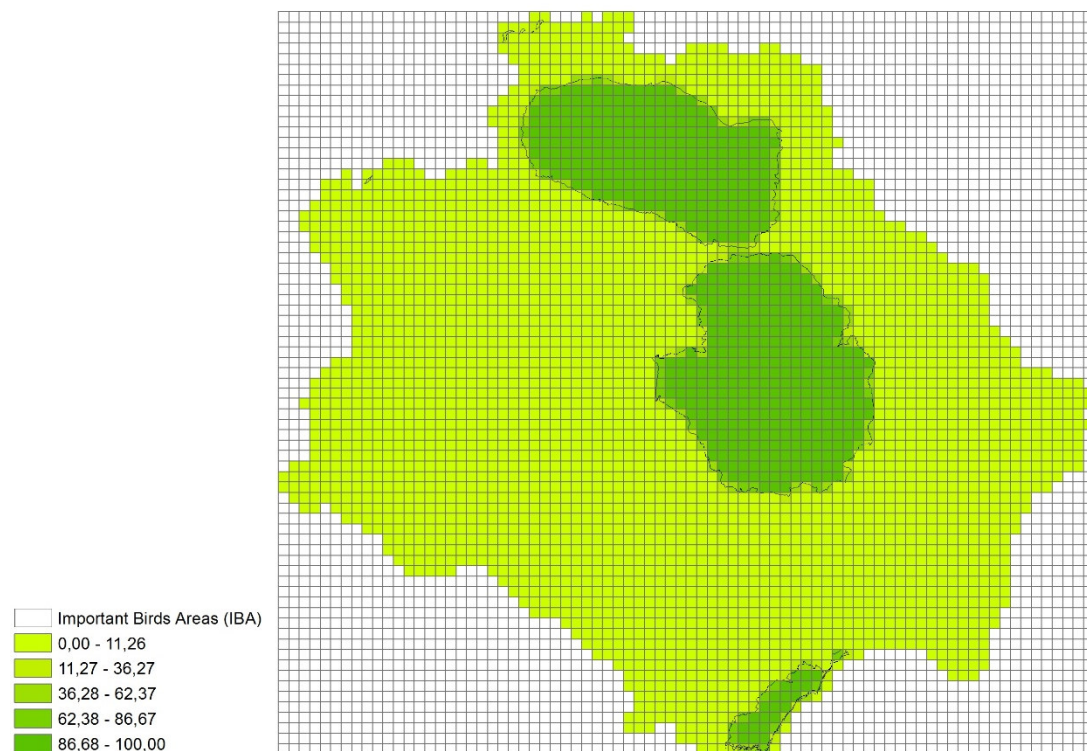 Important Birds Areas (IBA)
0,00 - 11,26
11,27 - 36,27
36,28 - 62,37
62,38 - 86,67
86,68 - 100,00